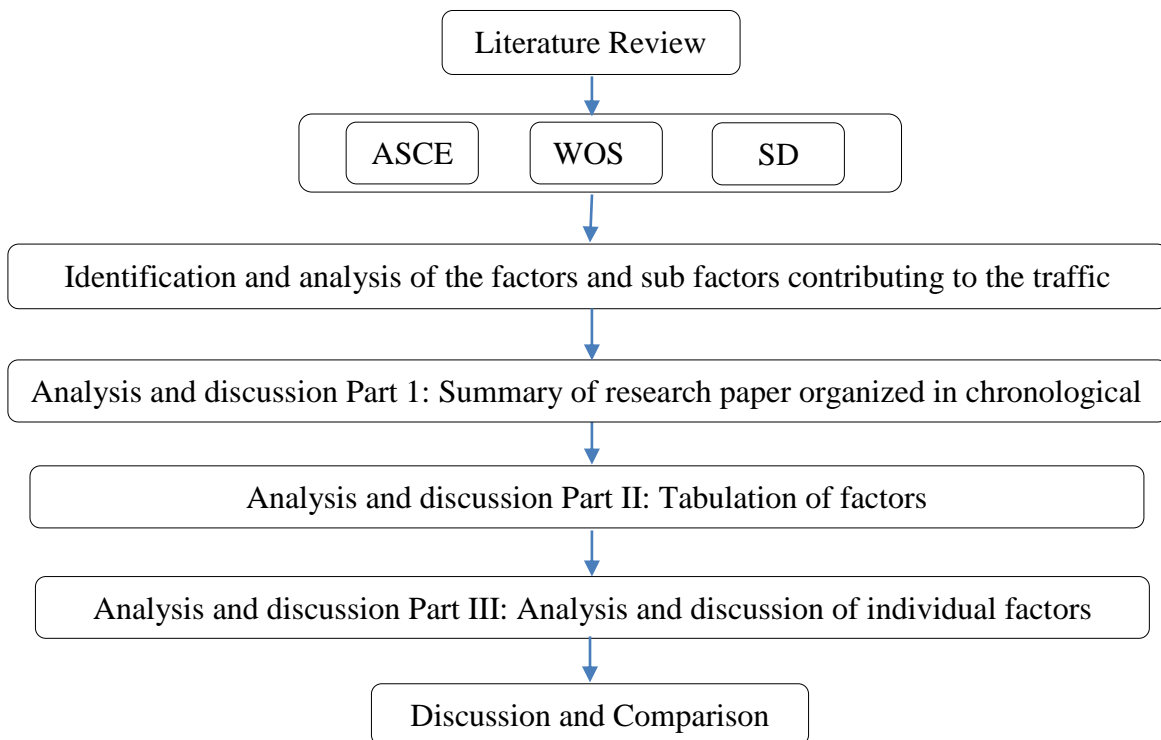 Literature Review
ASCE WOS SD
Identification and analysis of the factors and sub factors contributing to the traffic
Analysis and discussion Part 1: Summary of research paper organized in chronological
Analysis and discussion Part II: Tabulation of factors
Analysis and discussion Part III: Analysis and discussion of individual factors
Discussion and Comparison